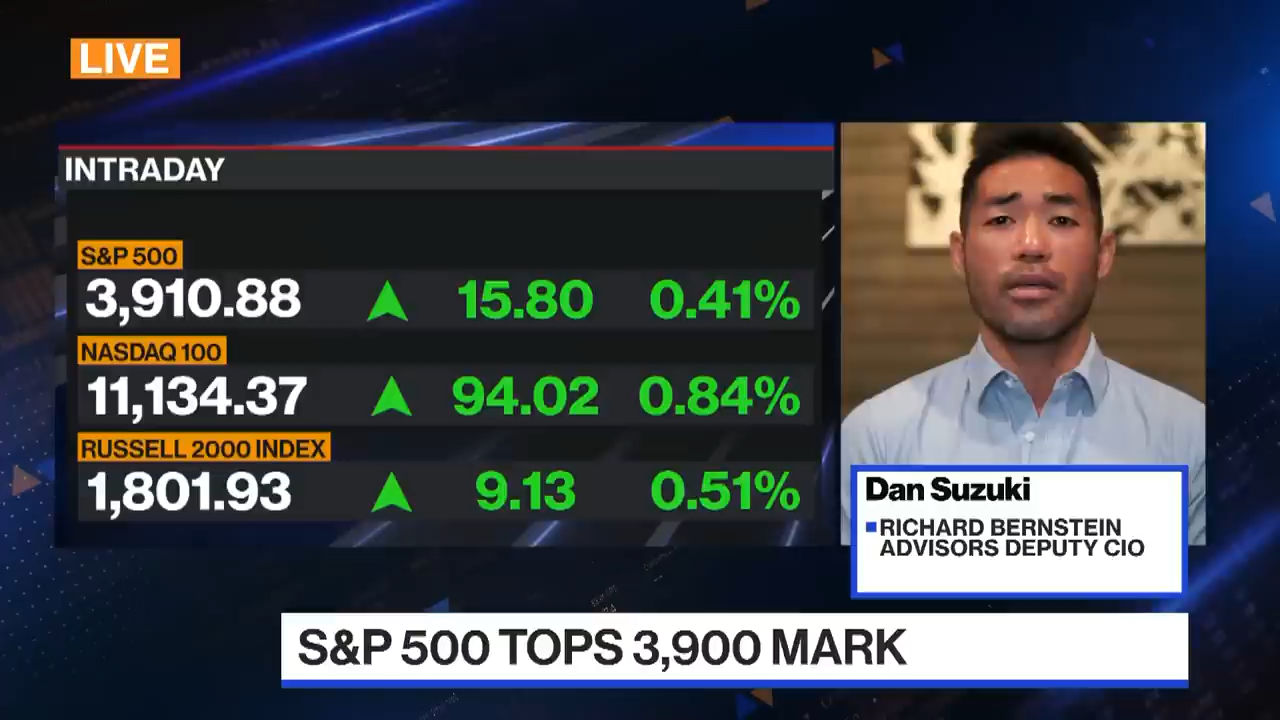 LIVE
INTRADAY
S&P 500
3,910.88 ▲ 15.80 0.41%
NASDAQ 100
11,134.37 ▲ 94.02 0.84%
RUSSELL 2000 INDEX
1,801.93 ▲ 9.13 0.51%
Dan Suzuki
RICHARD BERNSTEIN
ADVISORS DEPUTY CIO
S&P 500 TOPS 3,900 MARK